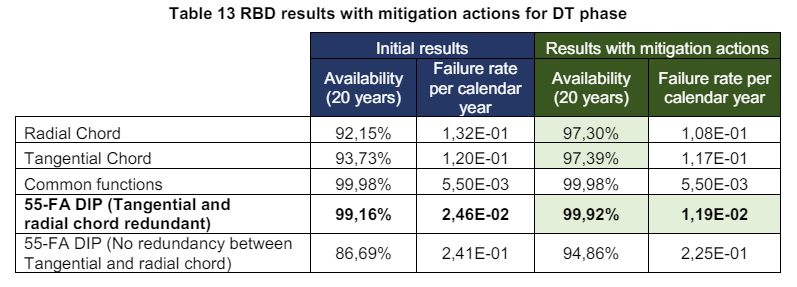 Table 13 RBD results with mitigation actions for DT phase
Initial results Results with mitigation actions
Availability (20 years) Failure rate per calendar year Availability (20 years) Failure rate per calendar year
Radial Chord 92,15% 1,32E-01 97,30% 1,08E-01
Tangential Chord 93,73% 1,20E-01 97,39% 1,17E-01
Common functions 99,98% 5,50E-03 99,98% 5,50E-03
55-FA DIP (Tangential and
radial chord redundant) 99,16% 2,46E-02 99,92% 1,19E-02
55-FA DIP (No redundancy between
Tangential and radial chord) 86,69% 2,41E-01 94,86% 2,25E-01